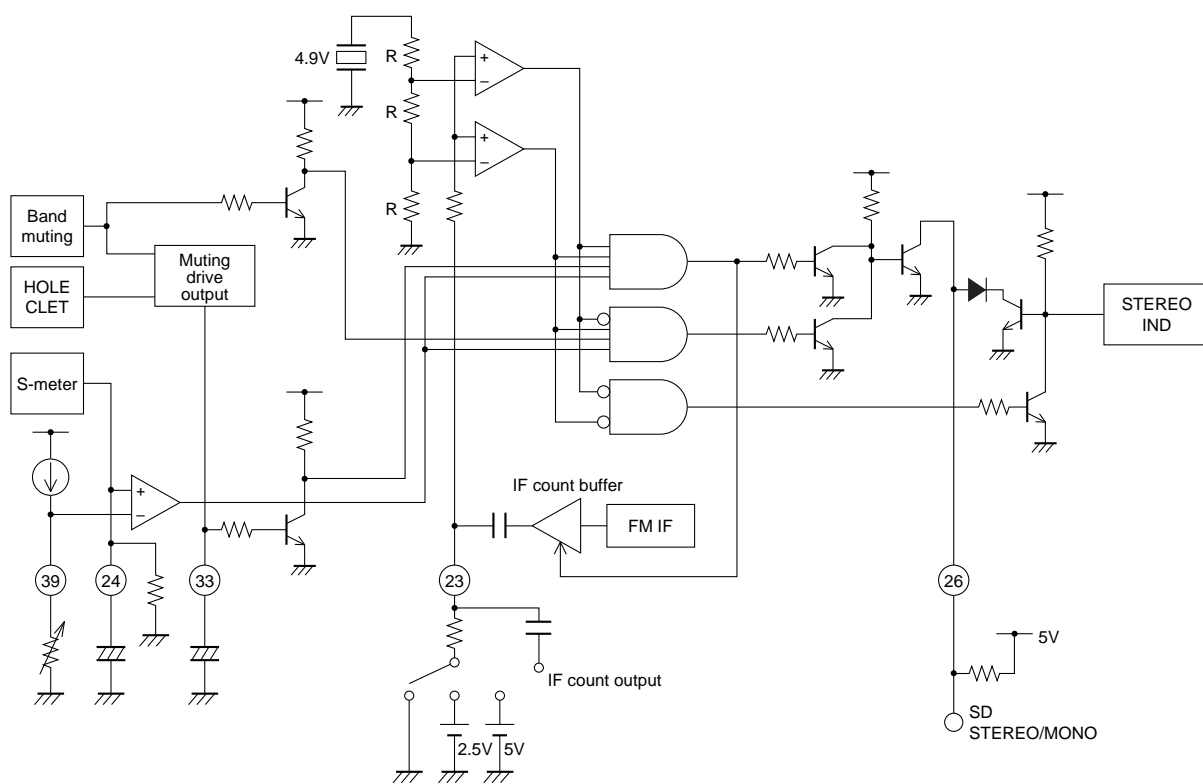 4.9V
R
R
R
+
−
+
−
Band
muting
HOLE
CLET
Muting
drive
output
S-meter
+
−
STEREO
IND
IF count buffer
FM IF
39
24
33
23
26
5V
IF count output
2.5V
5V
SD
STEREO/MONO